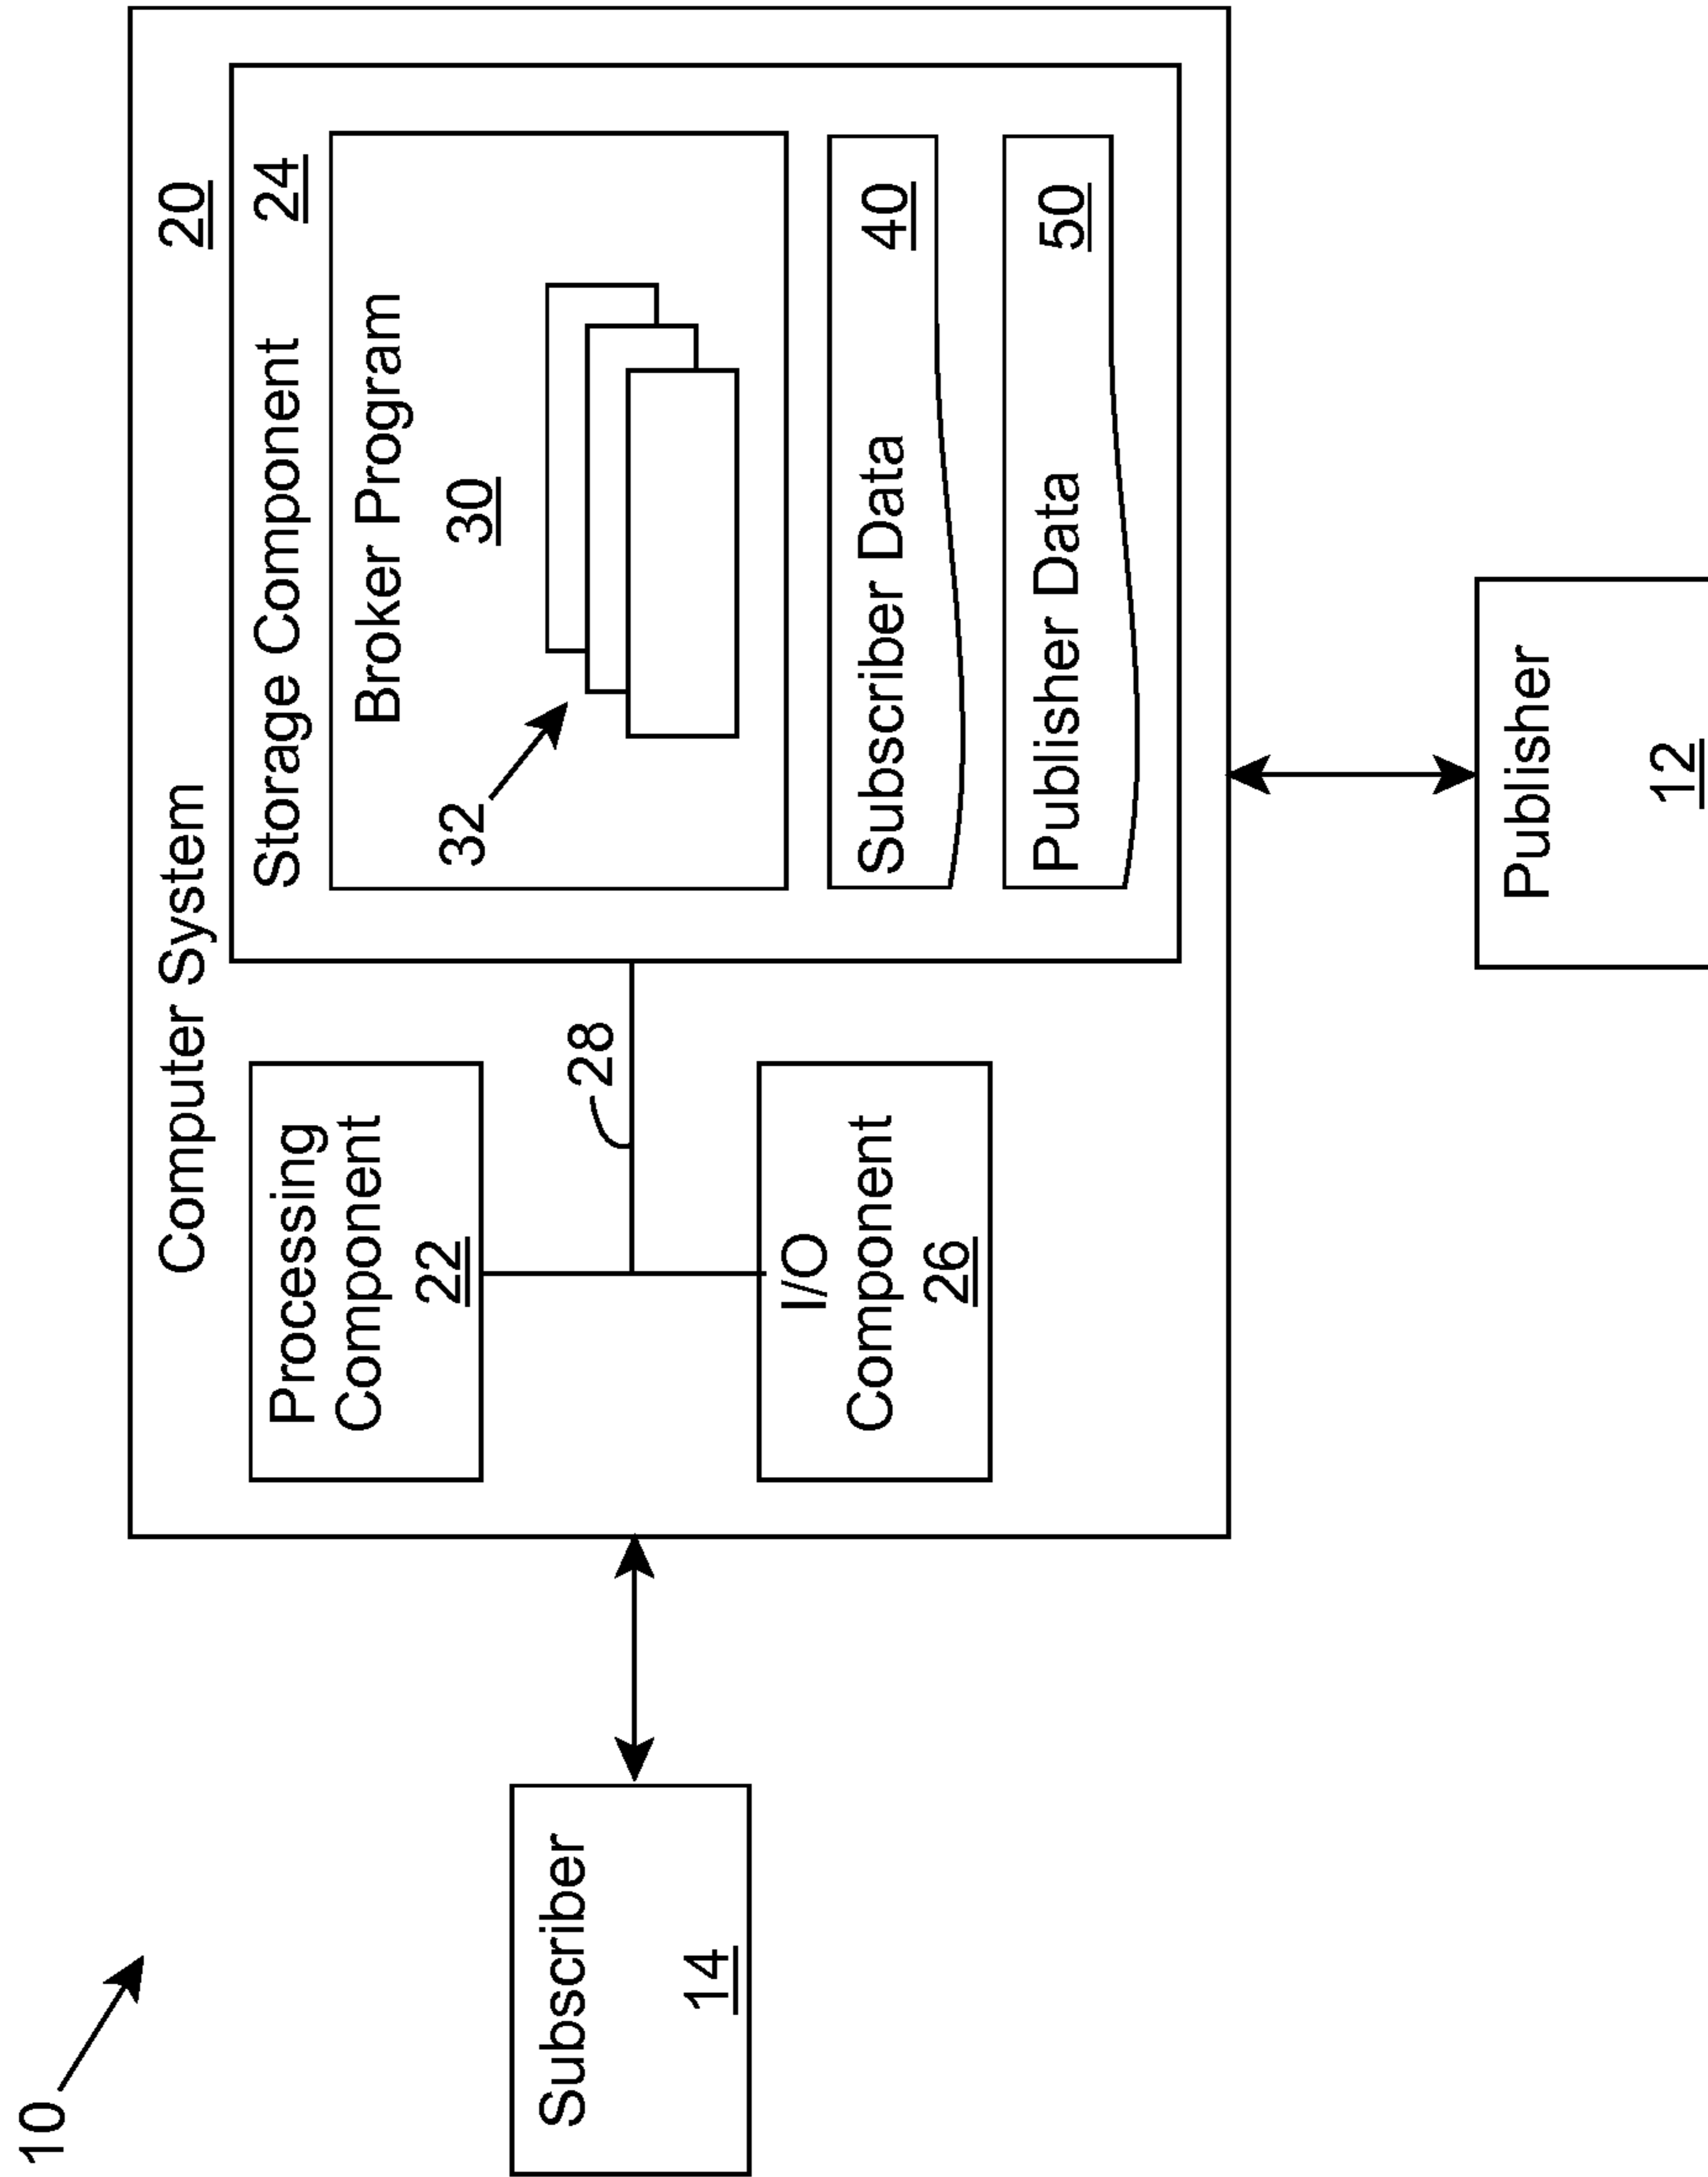 10
Computer System
20
Processing
Component
22
Storage Component
24
Broker Program
30
32
28
Subscriber
14
I/O
Component
26
Subscriber Data
40
Publisher Data
50
Publisher
12